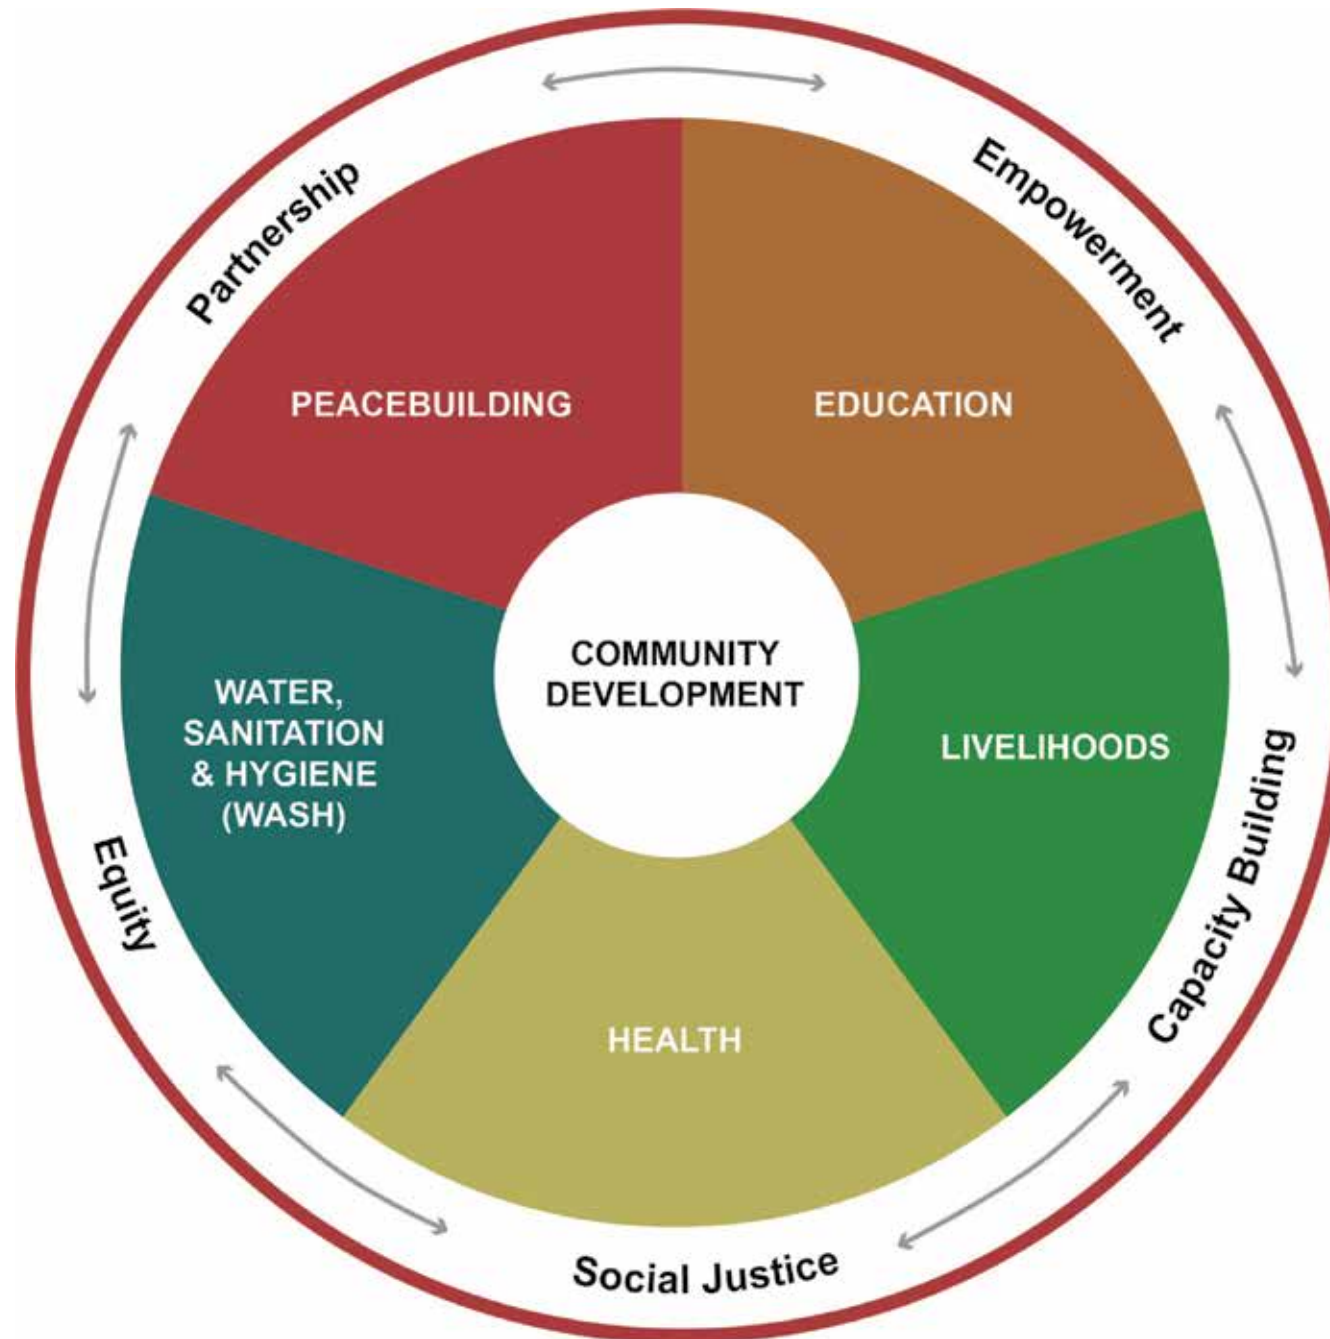 Partnership
Empowerment
PEACEBUILDING
EDUCATION
COMMUNITY
DEVELOPMENT
WATER,
SANITATION
& HYGIENE
(WASH)
LIVELIHOODS
Equity
Capacity Building
HEALTH
Social Justice